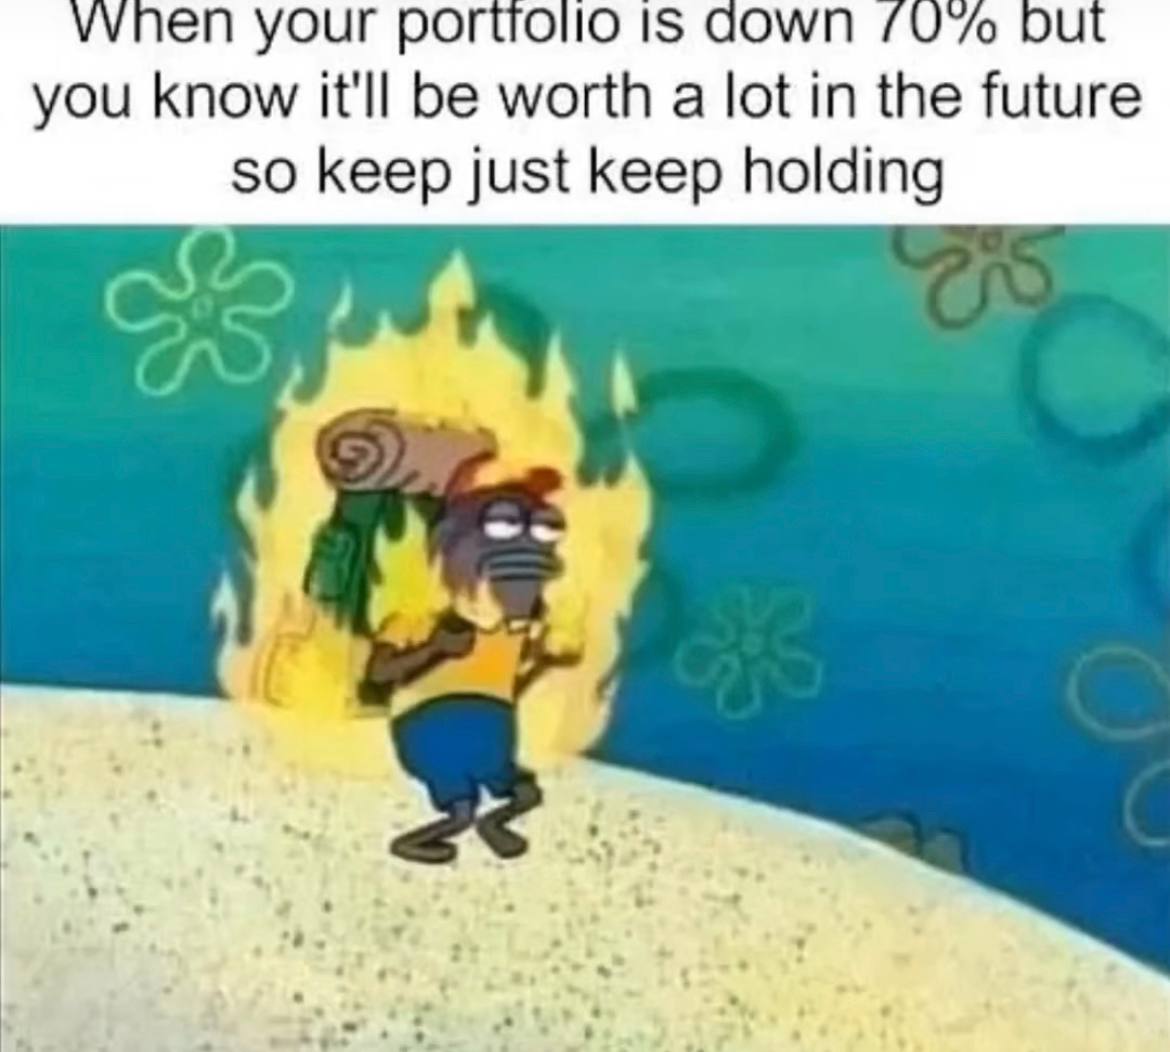 When your portfolio is down 70% but
you know it'll be worth a lot in the future
so keep just keep holding